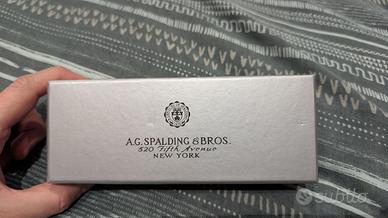 A.G. SPALDING & BROS.
520 Fifth Avenue
NEW YORK
subito